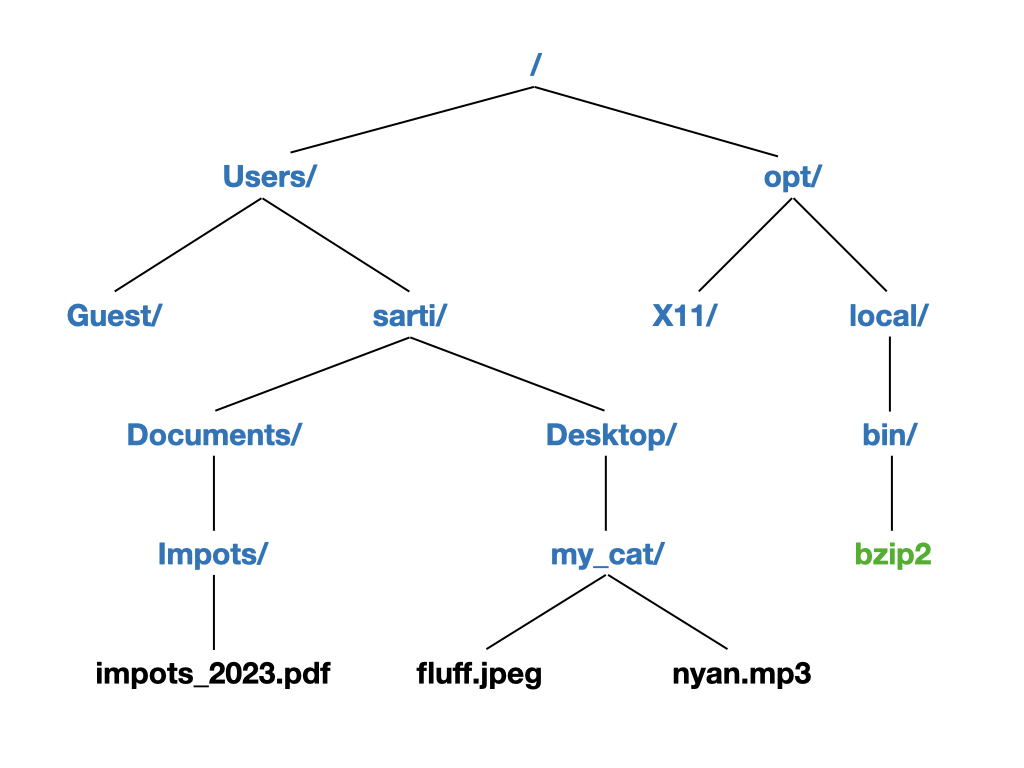 /
Users/ opt/
Guest/ sarti/ X11/ local/
Documents/ Desktop/ bin/
Impots/ my_cat/ bzip2
impots_2023.pdf fluff.jpeg nyan.mp3